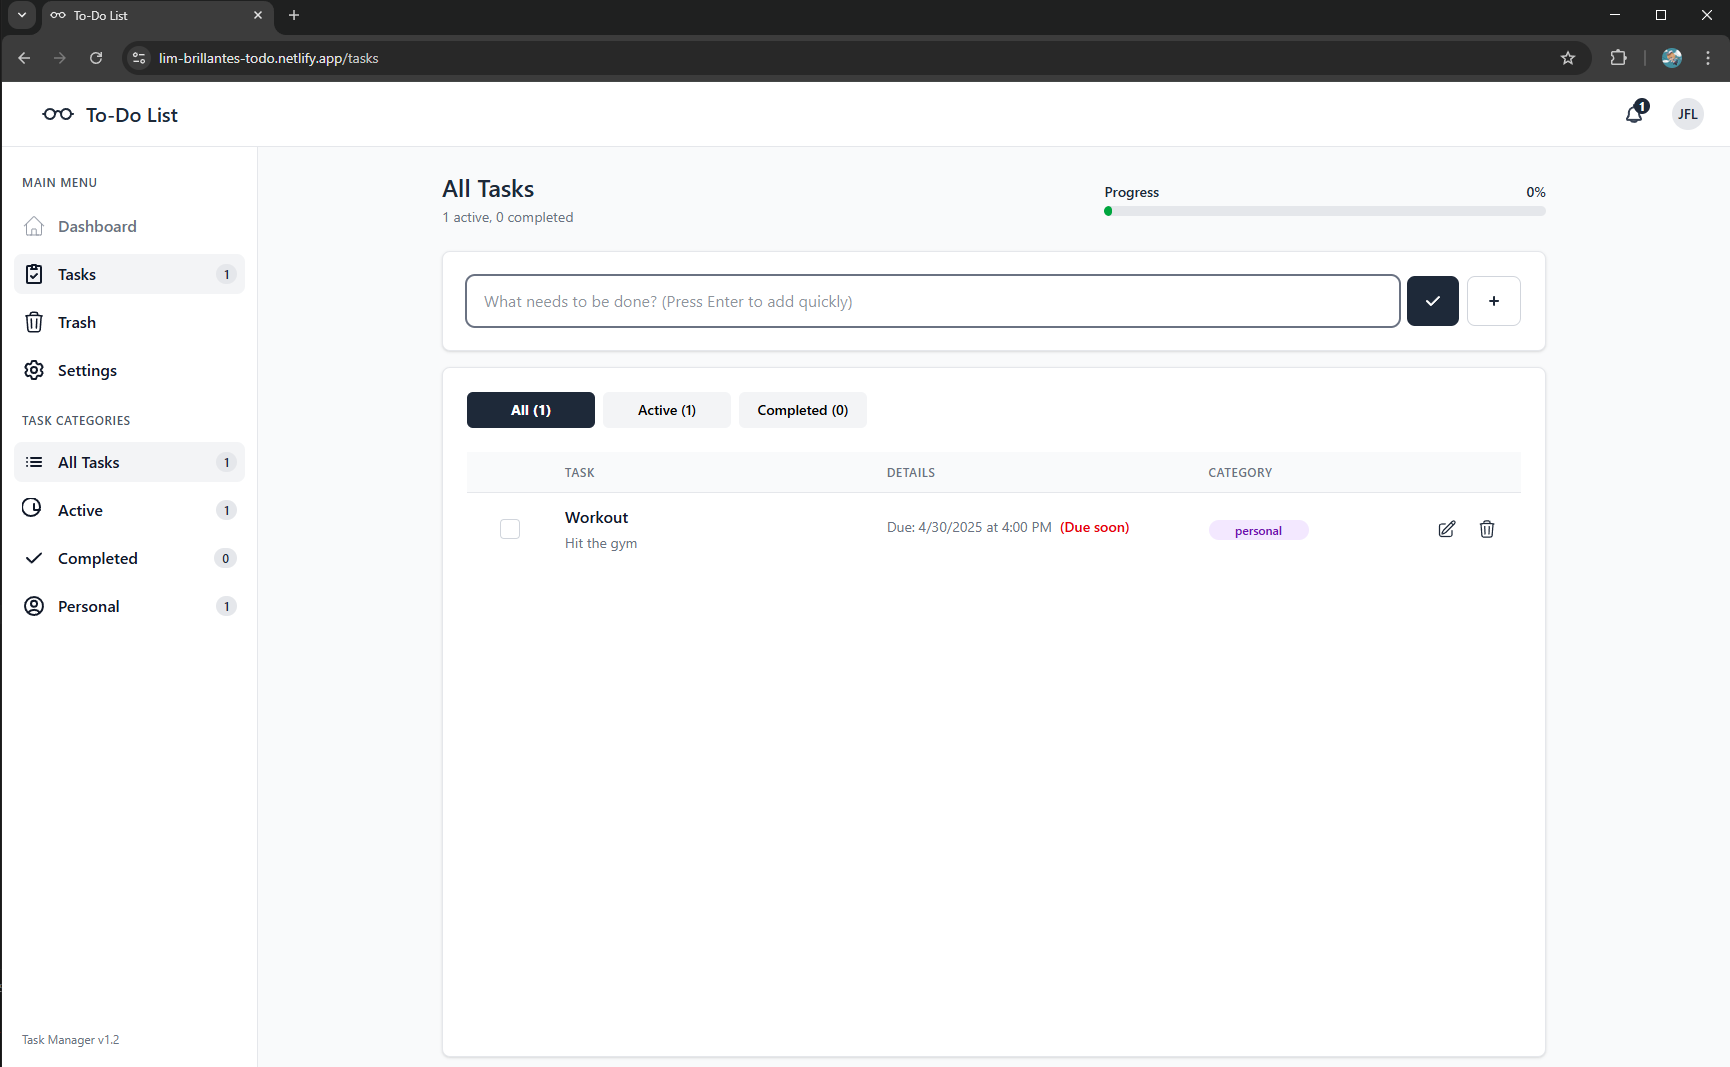 To-Do List
lim-brillantes-todo.netlify.app/tasks
To-Do List
1
JFL
MAIN MENU
Dashboard
Tasks 1
Trash
Settings
TASK CATEGORIES
All Tasks 1
Active 1
Completed 0
Personal 1
Task Manager v1.2
All Tasks
1 active, 0 completed
Progress 0%
What needs to be done? (Press Enter to add quickly)
All (1) Active (1) Completed (0)
TASK DETAILS CATEGORY
Workout
Hit the gym
Due: 4/30/2025 at 4:00 PM (Due soon)
personal